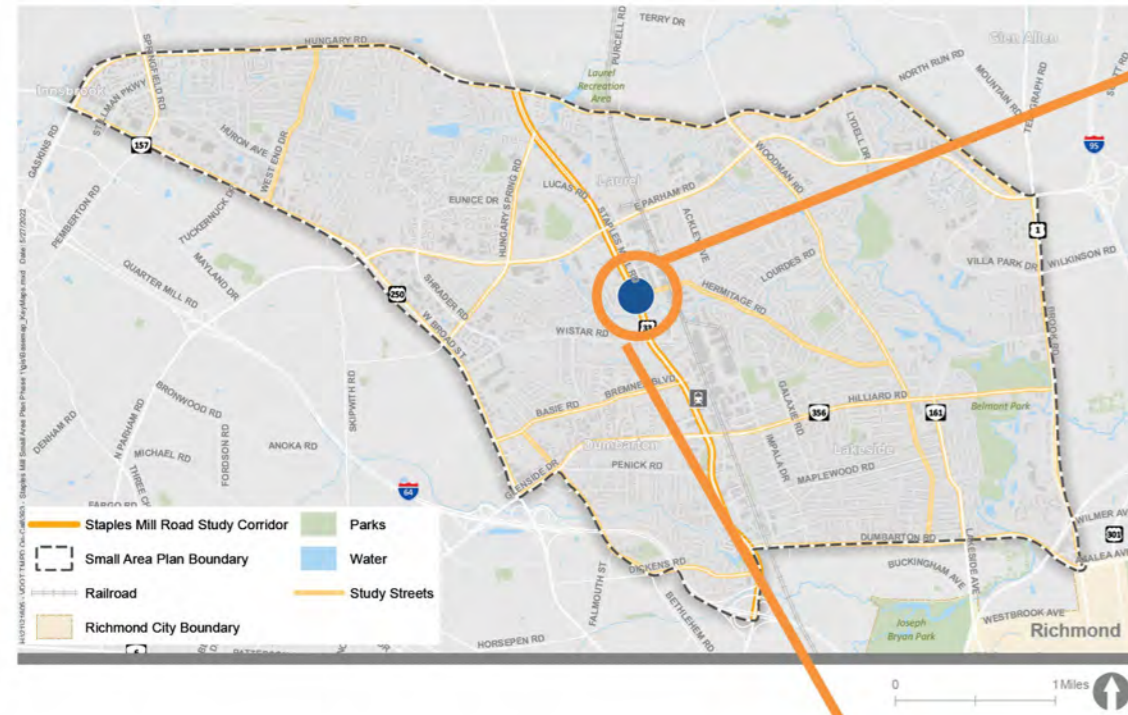 TERRY DR
PURCELL RD
Glen Allen
HUNGARY RD
SPRINGFIELD RD
NORTH RUN RD
MOUNTAIN RD
TELEGRAPH RD
Laurel
Recreation
Area
Innsbrook
STILLMAN PKWY
LYDELL DR
GASKINS RD
157
HURON AVE
WEST END DR
WOODMAN RD
95
LUCAS RD
Laurel
E PARHAM RD
EUNICE DR
HUNGARY SPRING RD
ACKLEY AVE
PEMBERTON RD
TUCKERNUCK DR
1
MAYLAND DR
LOURDES RD
VILLA PARK DR
WILKINSON RD
QUARTER MILL RD
SHRADER RD
HERMITAGE RD
250
W BROAD ST
WISTAR RD
33
BROOK RD
BREMNER BLVD
BASIE RD
GALAXIE RD
356
HILLIARD RD
161
Belmont Park
BRONWOOD RD
SKIPWITH RD
DENHAM RD
N PARHAM RD
MICHAEL RD
FORDSON RD
ANOKA RD
Dumbarton
IMPALA DR
Lakeside
GLENSIDE DR
PENICK RD
MAPLEWOOD RD
64
FARGO RD
Staples Mill Road Study Corridor
Parks
Small Area Plan Boundary
Water
Railroad
Study Streets
Richmond City Boundary
DUMBARTON RD
301
DICKENS RD
BUCKINGHAM AVE
LAKESIDE AVE
FALMOUTH ST
BETHLEHEM RD
WESTBROOK AVE
Joseph
Bryan Park
Richmond
HORSEPEN RD
6
0
1 Miles